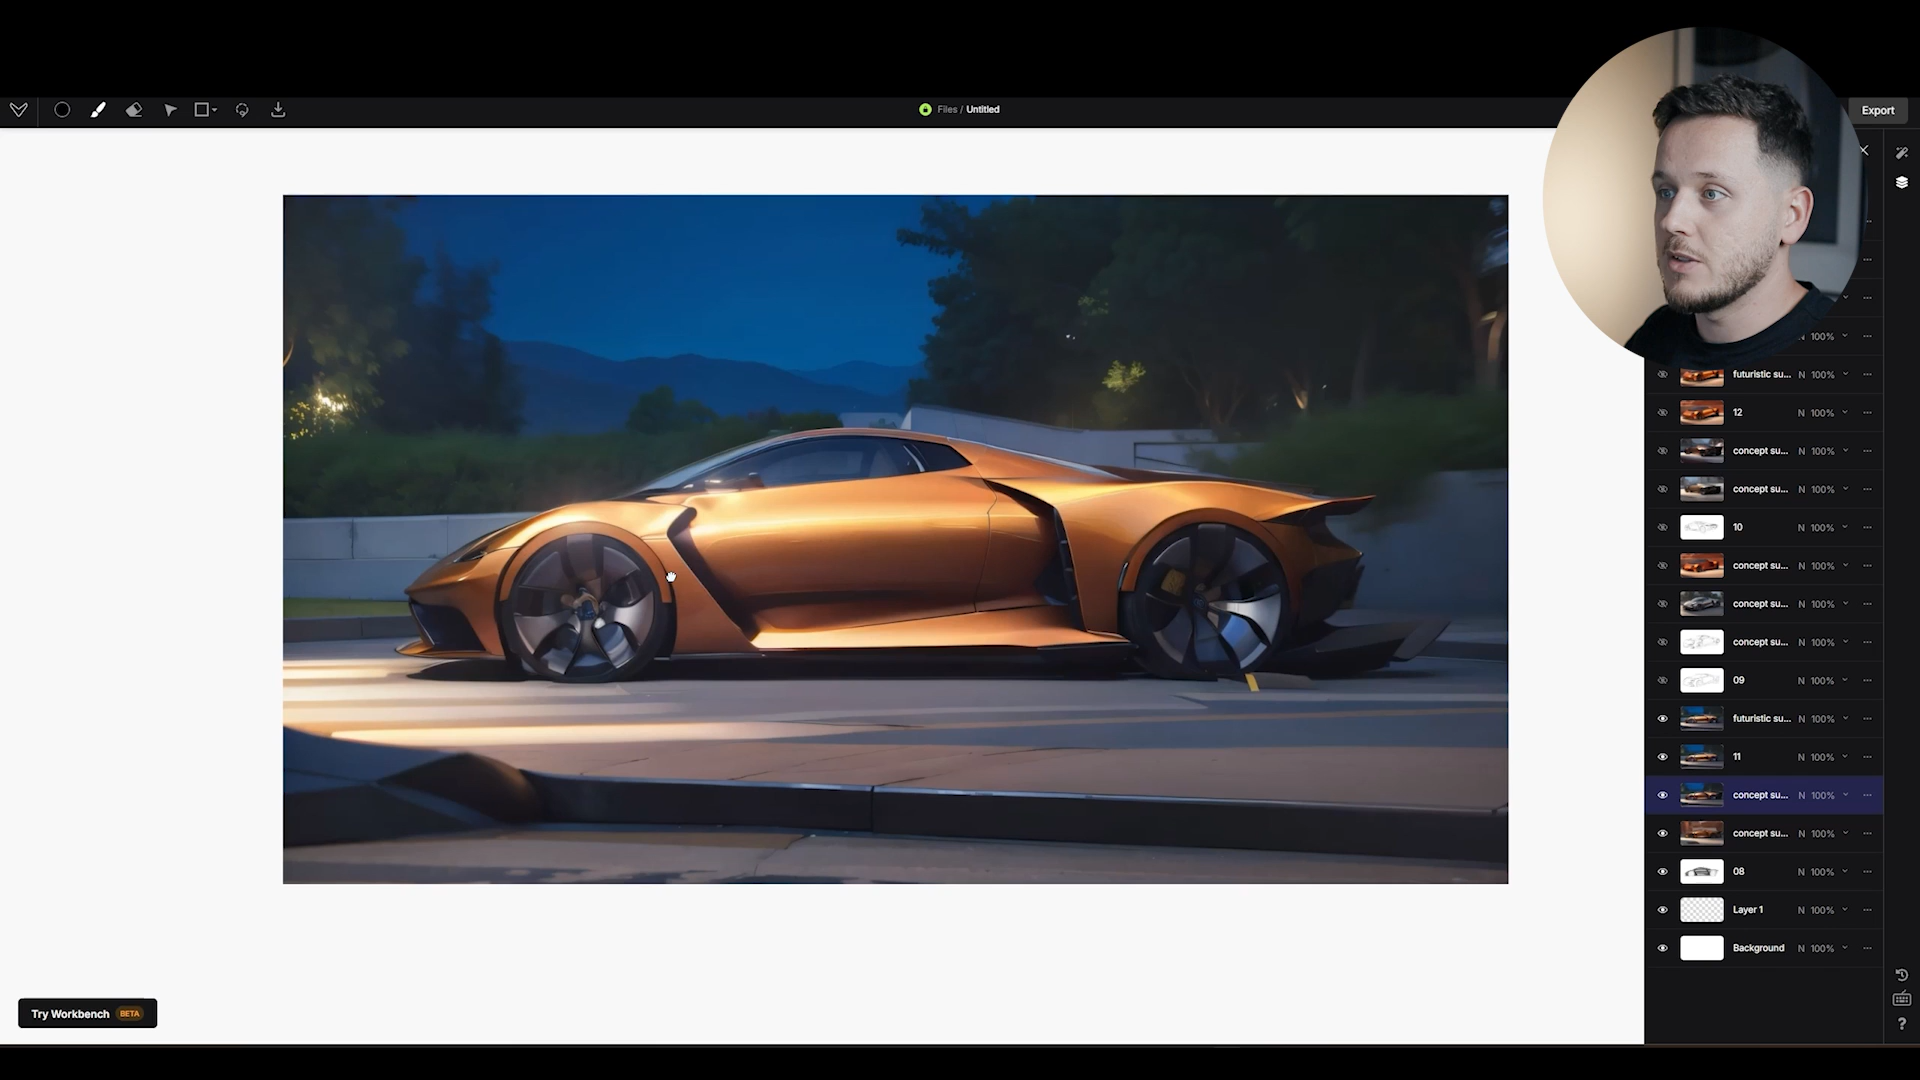 Files / Untitled
Export
N 100%
futuristic su... N 100%
12 N 100%
concept su... N 100%
concept su... N 100%
10 N 100%
concept su... N 100%
concept su... N 100%
concept su... N 100%
09 N 100%
futuristic su... N 100%
11 N 100%
concept su... N 100%
concept su... N 100%
08 N 100%
Layer 1 N 100%
Background N 100%
Try Workbench BETA
?